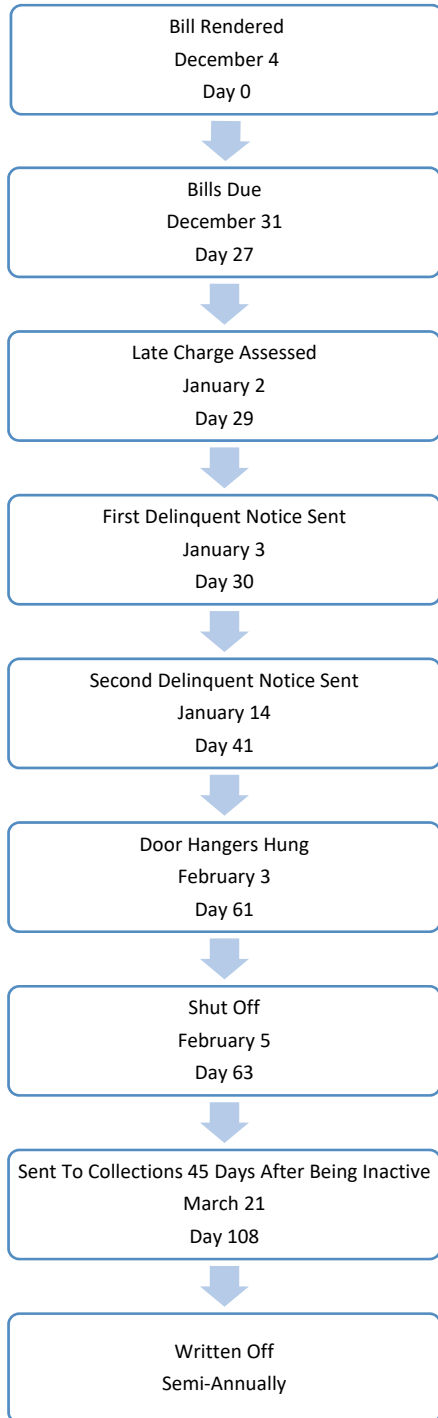 Bill Rendered
December 4
Day 0
Bills Due
December 31
Day 27
Late Charge Assessed
January 2
Day 29
First Delinquent Notice Sent
January 3
Day 30
Second Delinquent Notice Sent
January 14
Day 41
Door Hangers Hung
February 3
Day 61
Shut Off
February 5
Day 63
Sent To Collections 45 Days After Being Inactive
March 21
Day 108
Written Off
Semi-Annually